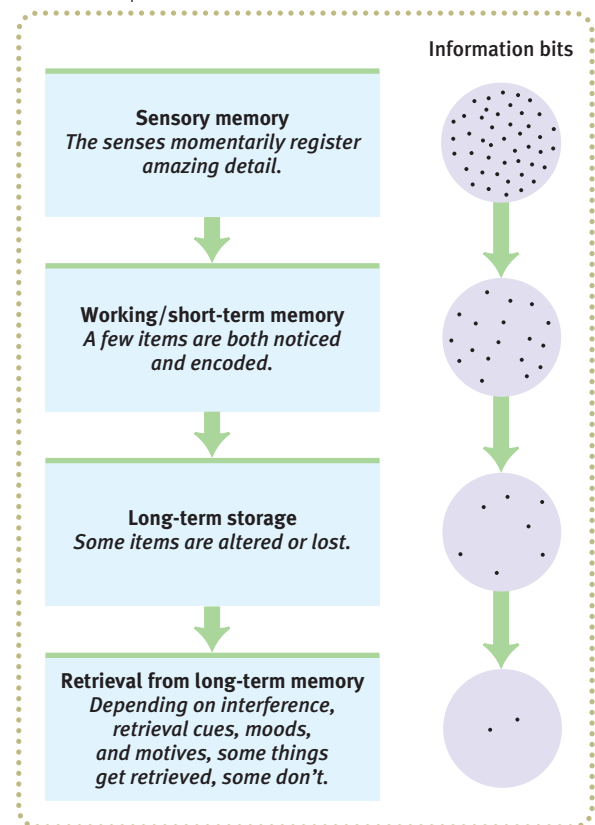 Information bits
Sensory memory
The senses momentarily register
amazing detail.
Working/short-term memory
A few items are both noticed
and encoded.
Long-term storage
Some items are altered or lost.
Retrieval from long-term memory
Depending on interference,
retrieval cues, moods,
and motives, some things
get retrieved, some don’t.